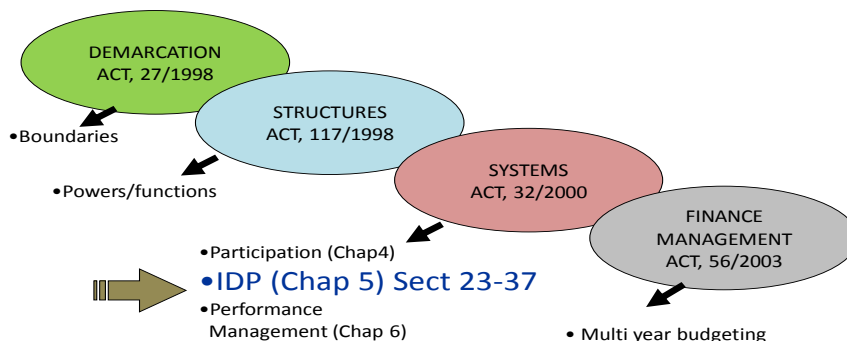 DEMARCATION
ACT, 27/1998
•Boundaries
STRUCTURES
ACT, 117/1998
•Powers/functions
SYSTEMS
ACT, 32/2000
•Participation (Chap4)
•IDP (Chap 5) Sect 23-37
•Performance
Management (Chap 6)
FINANCE
MANAGEMENT
ACT, 56/2003
• Multi year budgeting